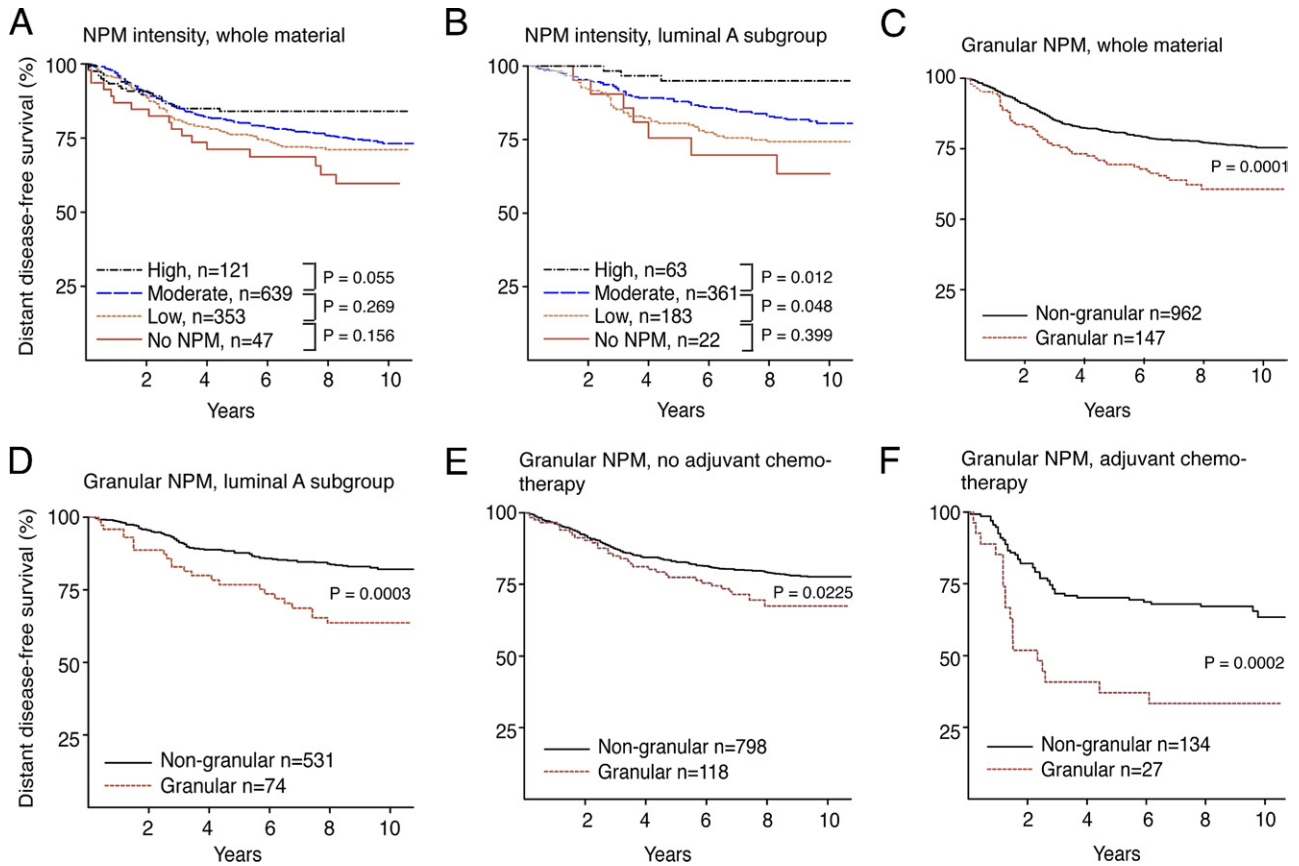 A
NPM intensity, whole material
Distant disease-free survival (%)
100
75
50
25
High, n=121
Moderate, n=639
Low, n=353
No NPM, n=47
P = 0.055
P = 0.269
P = 0.156
2 4 6 8 10
Years
B
NPM intensity, luminal A subgroup
100
75
50
25
High, n=63
Moderate, n=361
Low, n=183
No NPM, n=22
P = 0.012
P = 0.048
P = 0.399
2 4 6 8 10
Years
C
Granular NPM, whole material
100
75
50
25
P = 0.0001
Non-granular n=962
Granular n=147
2 4 6 8 10
Years
D
Granular NPM, luminal A subgroup
Distant disease-free survival (%)
100
75
50
25
P = 0.0003
Non-granular n=531
Granular n=74
2 4 6 8 10
Years
E
Granular NPM, no adjuvant chemo-
therapy
100
75
50
25
P = 0.0225
Non-granular n=798
Granular n=118
2 4 6 8 10
Years
F
Granular NPM, adjuvant chemo-
therapy
100
75
50
25
P = 0.0002
Non-granular n=134
Granular n=27
2 4 6 8 10
Years